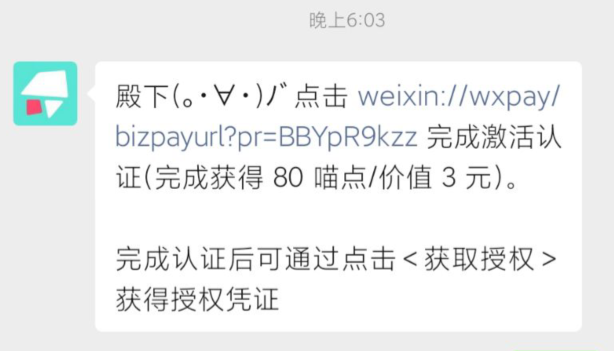 晚上6:03
殿下(｡･∀･)ﾉﾞ点击 weixin://wxpay/
bizpayurl?pr=BBYpR9kzz 完成激活认
证(完成获得 80 喵点/价值 3 元)。
完成认证后可通过点击＜获取授权＞
获得授权凭证